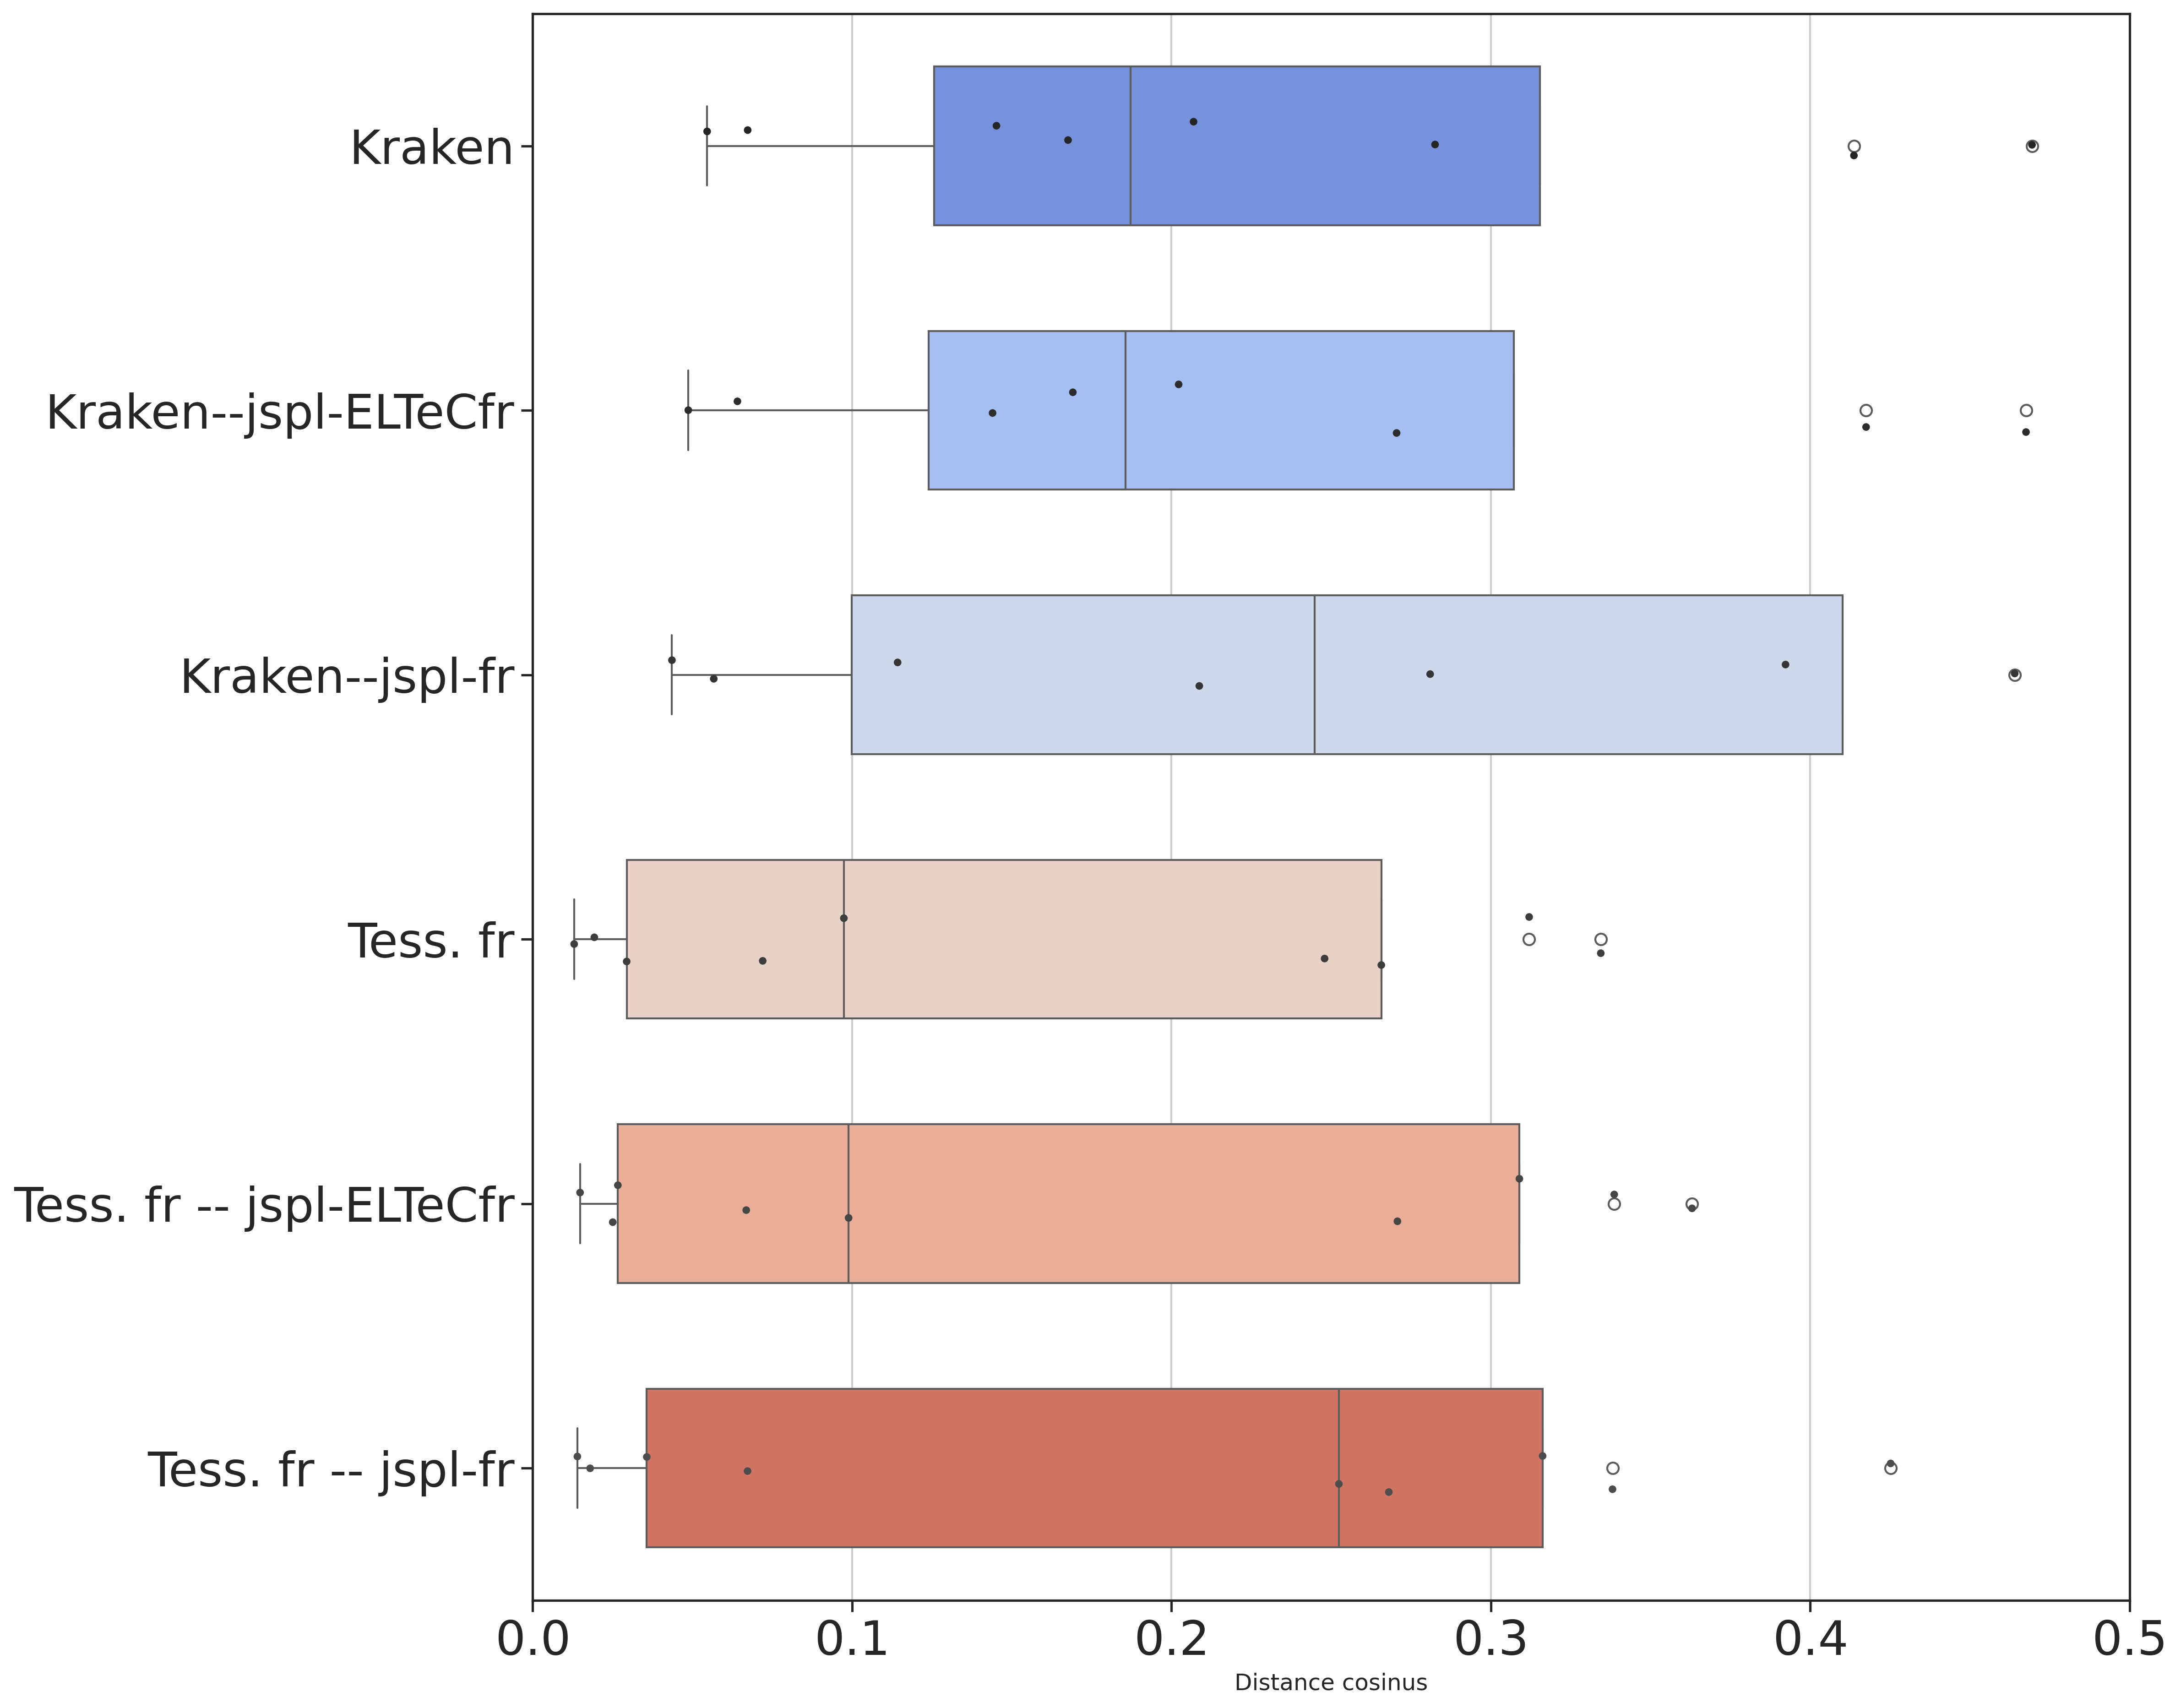 Kraken
Kraken--jspl-ELTeCfr
Kraken--jspl-fr
Tess. fr
Tess. fr -- jspl-ELTeCfr
Tess. fr -- jspl-fr
0.0 0.1 0.2 0.3 0.4 0.5
Distance cosinus